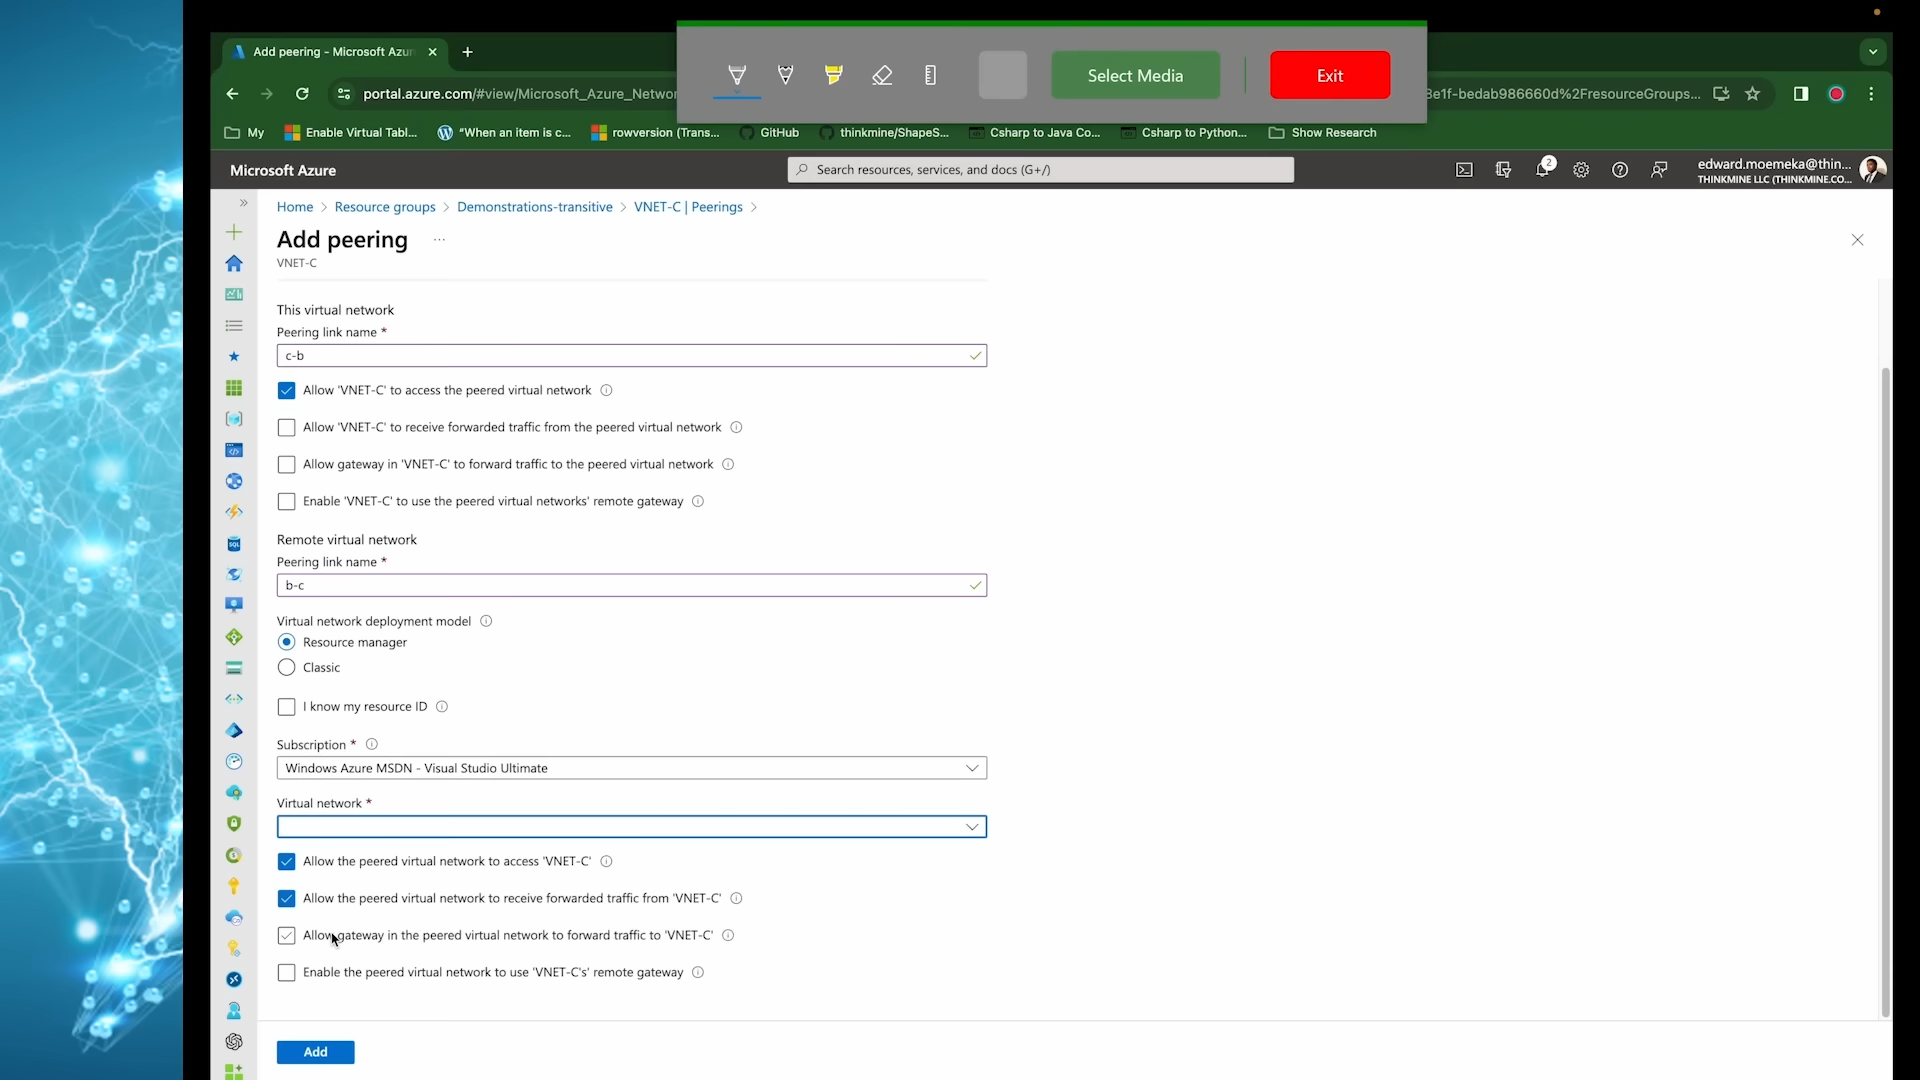 Add peering - Microsoft Azur
Select Media
Exit
portal.azure.com/#view/Microsoft_Azure_Networ
8e1f-bedab986660d%2FresourceGroups...
My
Enable Virtual Tabl...
"When an item is c...
rowversion (Trans...
GitHub
thinkmine/ShapeS...
Csharp to Java Co...
Csharp to Python...
Show Research
Microsoft Azure
Search resources, services, and docs (G+/)
2
edward.moemeka@thin...
THINKMINE LLC (THINKMINE.CO...
Home > Resource groups > Demonstrations-transitive > VNET-C | Peerings >
Add peering ...
VNET-C
This virtual network
Peering link name *
c-b
Allow 'VNET-C' to access the peered virtual network
Allow 'VNET-C' to receive forwarded traffic from the peered virtual network
Allow gateway in 'VNET-C' to forward traffic to the peered virtual network
Enable 'VNET-C' to use the peered virtual networks' remote gateway
Remote virtual network
Peering link name *
b-c
Virtual network deployment model
Resource manager
Classic
I know my resource ID
Subscription *
Windows Azure MSDN - Visual Studio Ultimate
Virtual network *
Allow the peered virtual network to access 'VNET-C'
Allow the peered virtual network to receive forwarded traffic from 'VNET-C'
Allow gateway in the peered virtual network to forward traffic to 'VNET-C'
Enable the peered virtual network to use 'VNET-C's' remote gateway
Add